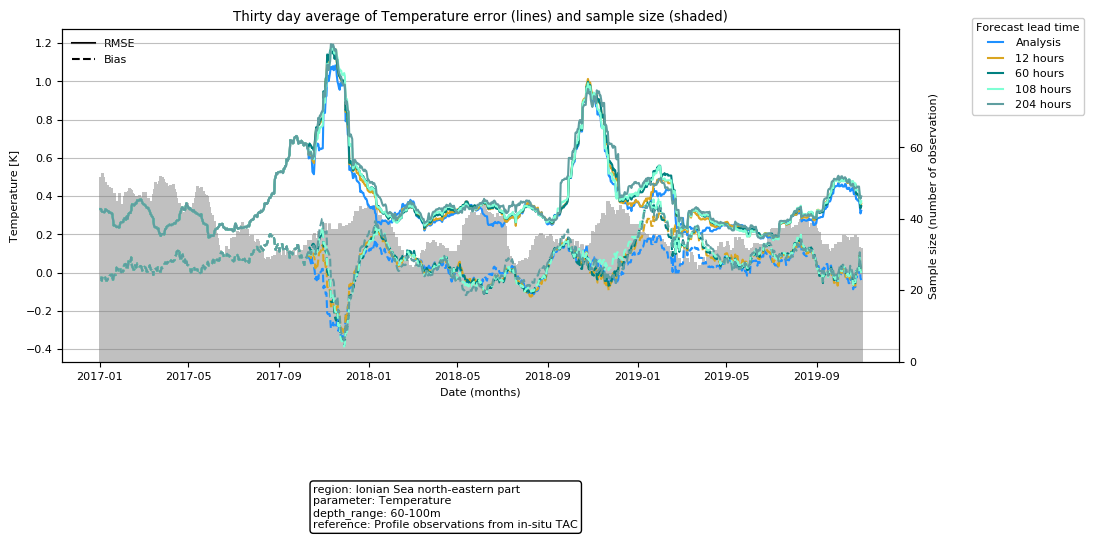 Thirty day average of Temperature error (lines) and sample size (shaded)
Forecast lead time
Analysis
12 hours
60 hours
108 hours
204 hours
RMSE
Bias
Temperature [K]
1.2
1.0
0.8
0.6
0.4
0.2
0.0
−0.2
−0.4
Sample size (number of observation)
60
40
20
0
2017-01
2017-05
2017-09
2018-01
2018-05
2018-09
2019-01
2019-05
2019-09
Date (months)
region: Ionian Sea north-eastern part
parameter: Temperature
depth_range: 60-100m
reference: Profile observations from in-situ TAC